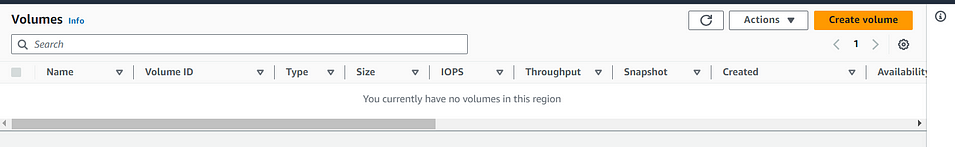 Volumes Info
Actions
Create volume
Search
1
Name Volume ID Type Size IOPS Throughput Snapshot Created Availability
You currently have no volumes in this region